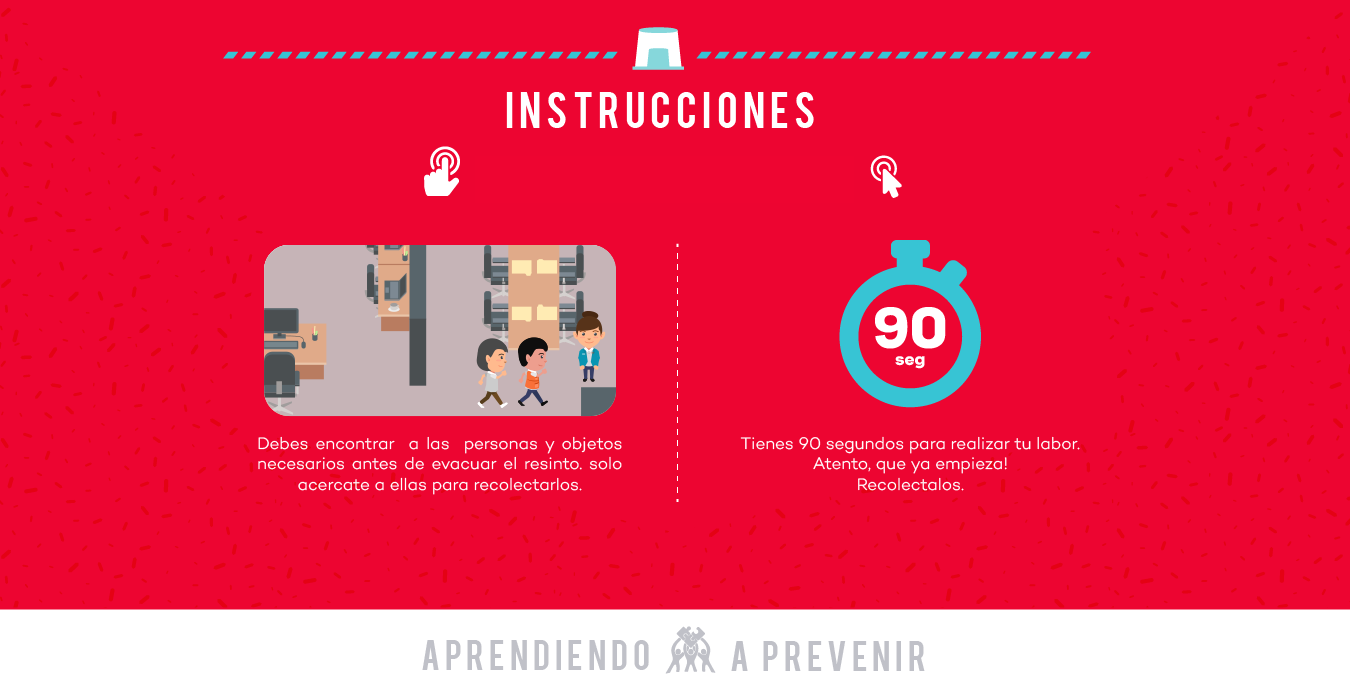 INSTRUCCIONES
Debes encontrar a las personas y objetos
necesarios antes de evacuar el resinto. solo
acercate a ellas para recolectarlos.
90
seg
Tienes 90 segundos para realizar tu labor.
Atento, que ya empieza!
Recolectalos.
APRENDIENDO A PREVENIR